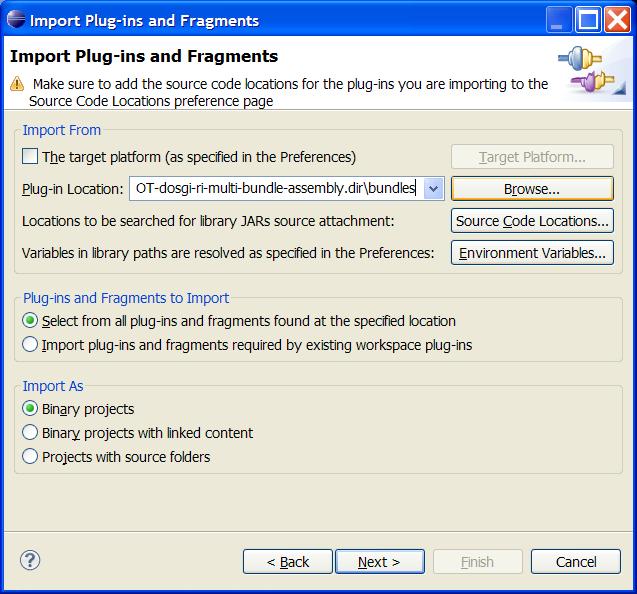 Import Plug-ins and Fragments
Import Plug-ins and Fragments
Make sure to add the source code locations for the plug-ins you are importing to the
Source Code Locations preference page
Import From
The target platform (as specified in the Preferences)
Target Platform...
Plug-in Location:
OT-dosgi-ri-multi-bundle-assembly.dir\bundles
Browse...
Locations to be searched for library JARs source attachment:
Source Code Locations...
Variables in library paths are resolved as specified in the Preferences:
Environment Variables...
Plug-ins and Fragments to Import
Select from all plug-ins and fragments found at the specified location
Import plug-ins and fragments required by existing workspace plug-ins
Import As
Binary projects
Binary projects with linked content
Projects with source folders
?
< Back
Next >
Finish
Cancel